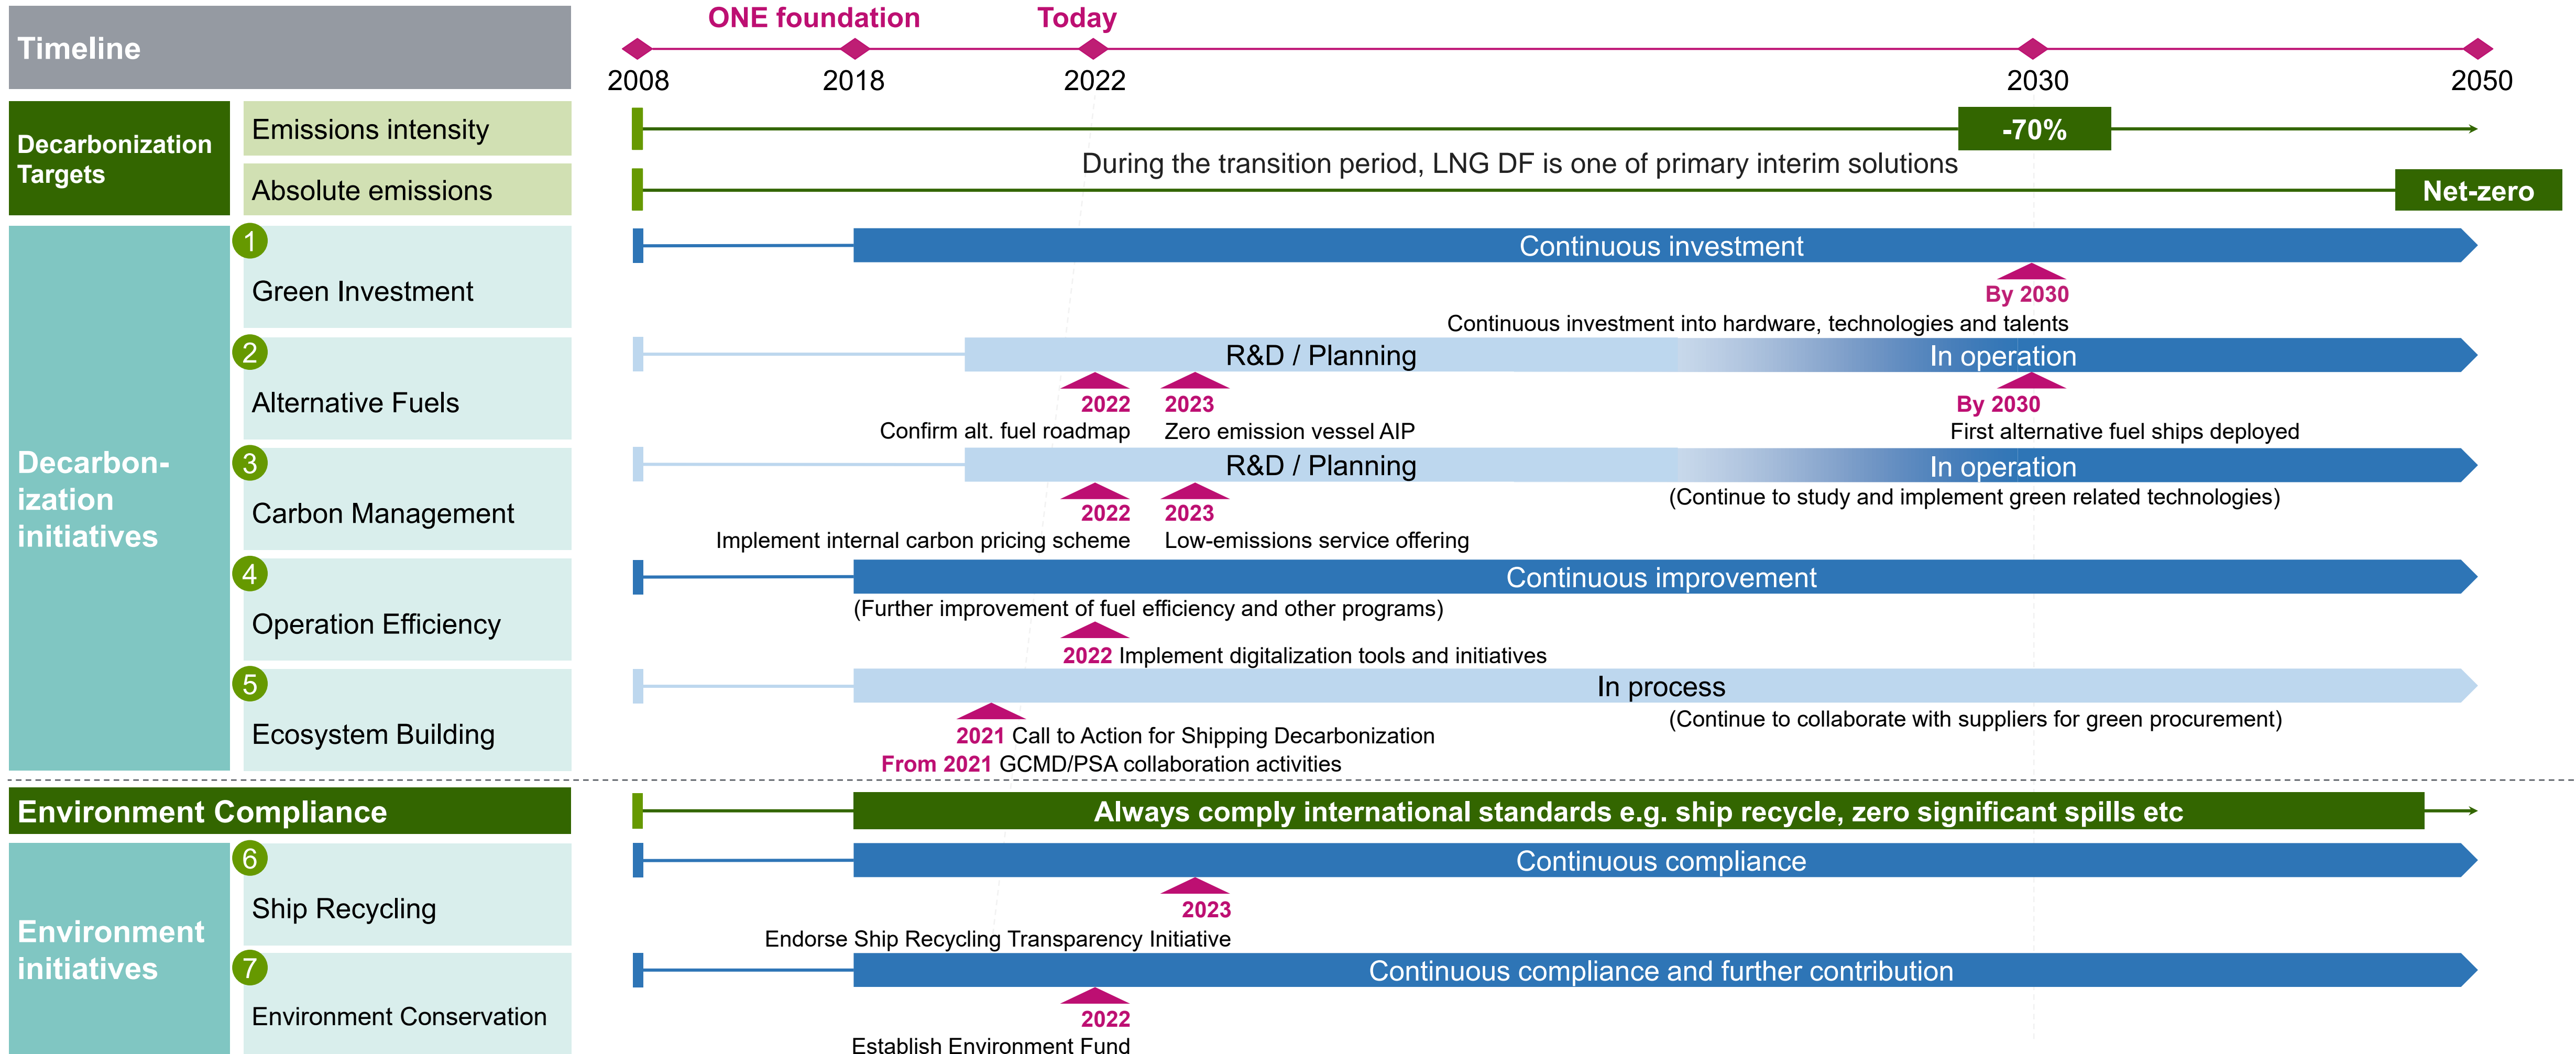 Timeline
ONE foundation
Today
2008
2018
2022
2030
2050
Decarbonization
Targets
Emissions intensity
-70%
During the transition period, LNG DF is one of primary interim solutions
Absolute emissions
Net-zero
Decarbon-
ization
initiatives
1
Green Investment
Continuous investment
By 2030
Continuous investment into hardware, technologies and talents
2
Alternative Fuels
R&D / Planning
In operation
2022
Confirm alt. fuel roadmap
2023
Zero emission vessel AIP
By 2030
First alternative fuel ships deployed
3
Carbon Management
R&D / Planning
In operation
(Continue to study and implement green related technologies)
2022
Implement internal carbon pricing scheme
2023
Low-emissions service offering
4
Operation Efficiency
Continuous improvement
(Further improvement of fuel efficiency and other programs)
2022 Implement digitalization tools and initiatives
5
Ecosystem Building
In process
(Continue to collaborate with suppliers for green procurement)
2021 Call to Action for Shipping Decarbonization
From 2021 GCMD/PSA collaboration activities
Environment Compliance
Always comply international standards e.g. ship recycle, zero significant spills etc
Environment
initiatives
6
Ship Recycling
Continuous compliance
2023
Endorse Ship Recycling Transparency Initiative
7
Environment Conservation
Continuous compliance and further contribution
2022
Establish Environment Fund